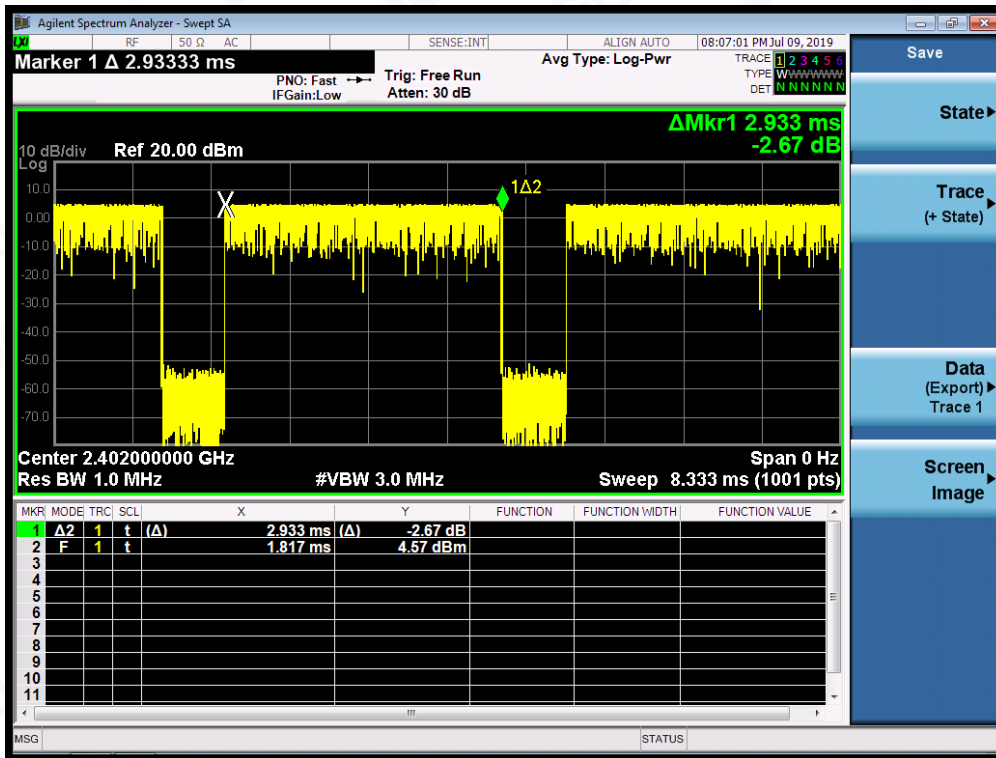 Agilent Spectrum Analyzer - Swept SA
LXI RF 50 Ω AC SENSE:INT ALIGN AUTO 08:07:01 PM Jul 09, 2019
Marker 1 Δ 2.93333 ms
Avg Type: Log-Pwr
TRACE 1 2 3 4 5 6
PNO: Fast
Trig: Free Run
TYPE WWWWWWW
IFGain:Low
Atten: 30 dB
DET N N N N N N
ΔMkr1 2.933 ms
-2.67 dB
10 dB/div Ref 20.00 dBm
Log
10.0
1Δ2
0.00
-10.0
-20.0
-30.0
-40.0
-50.0
-60.0
-70.0
X
Center 2.402000000 GHz Span 0 Hz
Res BW 1.0 MHz #VBW 3.0 MHz Sweep 8.333 ms (1001 pts)
MKR MODE TRC SCL X Y FUNCTION FUNCTION WIDTH FUNCTION VALUE
1 Δ2 1 t (Δ) 2.933 ms (Δ) -2.67 dB
2 F 1 t 1.817 ms 4.57 dBm
3
4
5
6
7
8
9
10
11
MSG STATUS
Save
State
Trace
(+ State)
Data
(Export)
Trace 1
Screen
Image